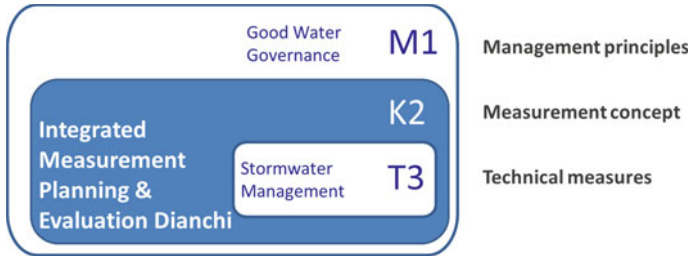 Good Water
Governance
M1
Management principles
K2
Measurement concept
Integrated
Measurement
Planning &
Evaluation Dianchi
Stormwater
Management
T3
Technical measures